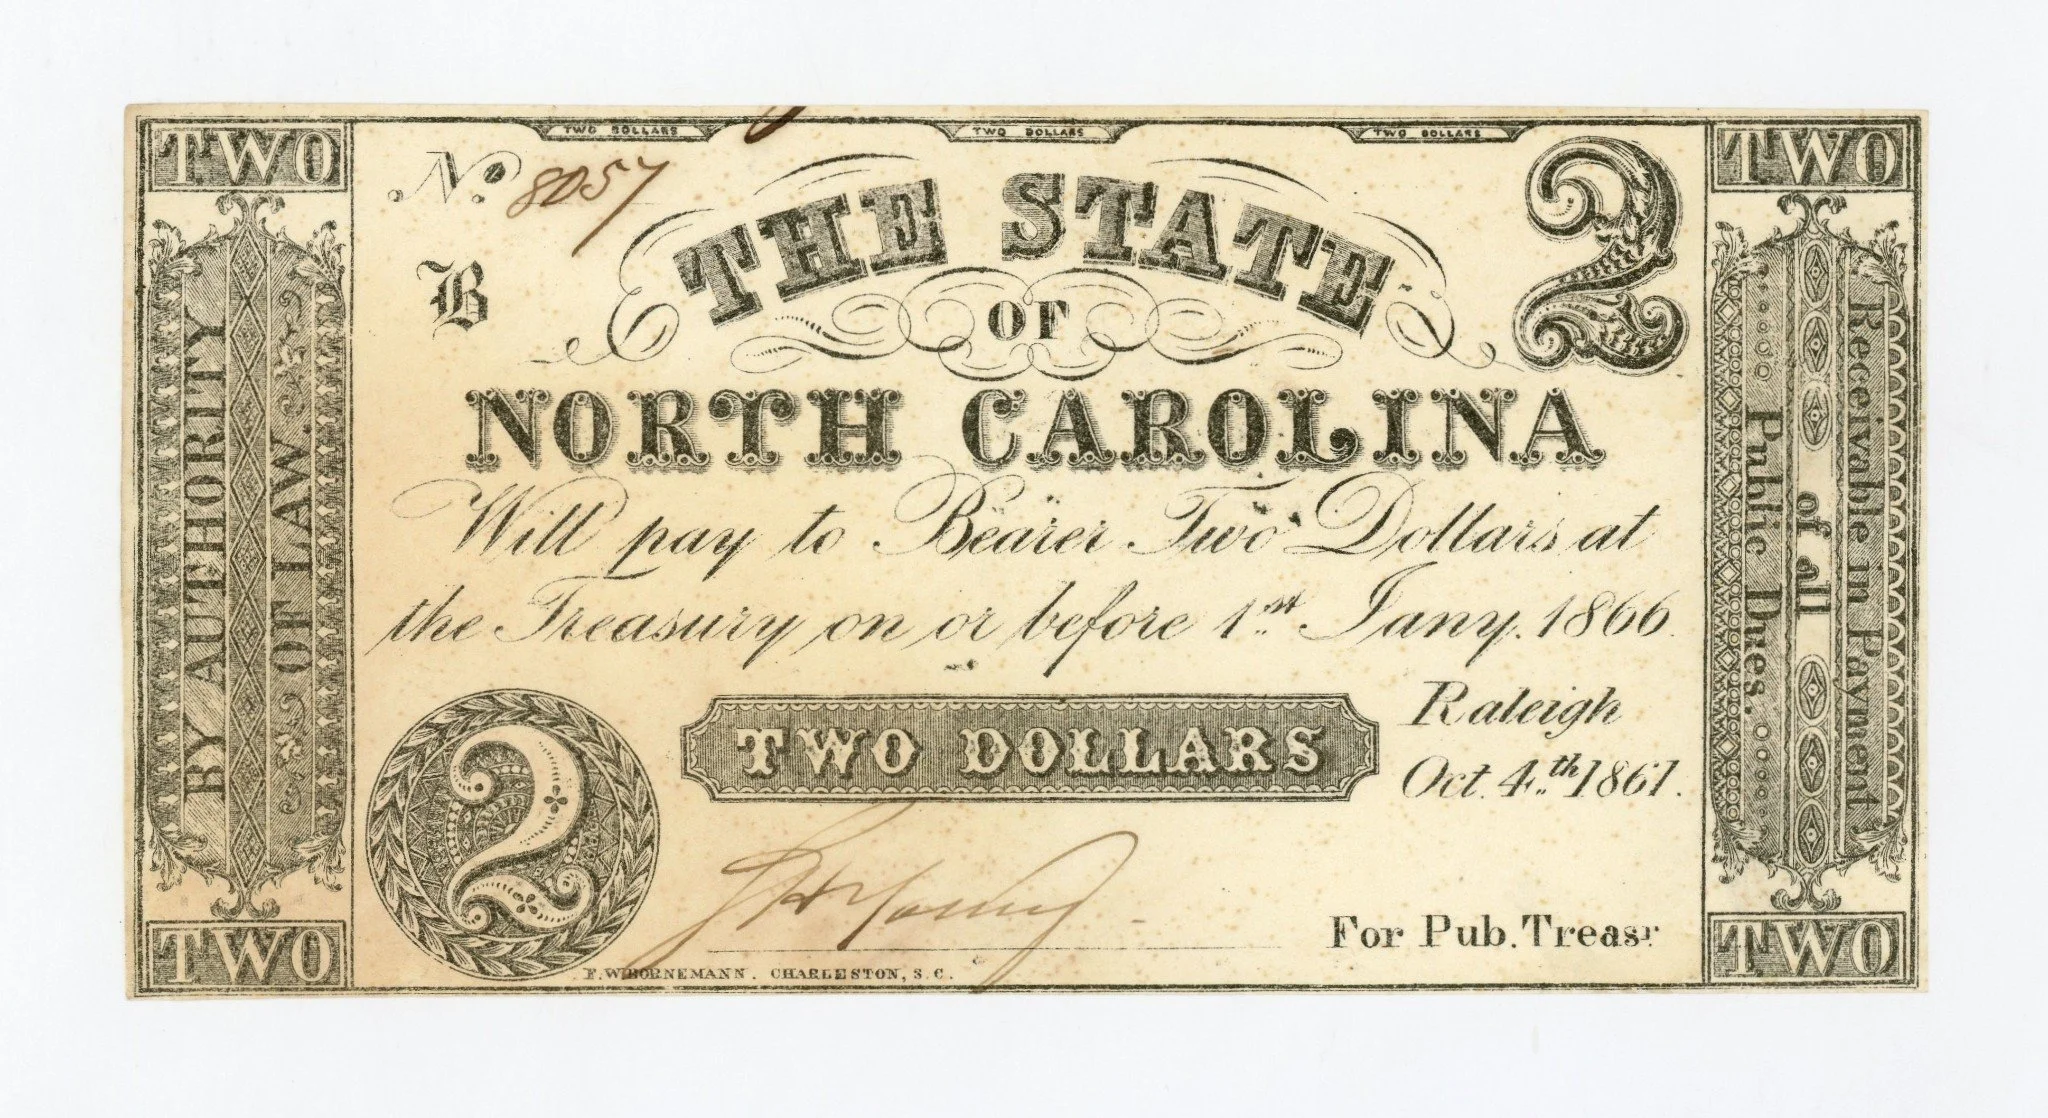 TWO
TWO DOLLARS
TWO DOLLARS
TWO DOLLARS
TWO
No. 8057
2
B
THE STATE
OF
NORTH CAROLINA
Will pay to Bearer Two Dollars at
the Treasury on or before 1st Jany. 1866.
BY AUTHORITY
OF LAW.
Receivable in Payment
of all
Public Dues.
2
TWO DOLLARS
Raleigh
Oct. 4th 1861.
For Pub. Treasr
TWO
F. W. BORNEMANN. CHARLESTON, S. C.
TWO